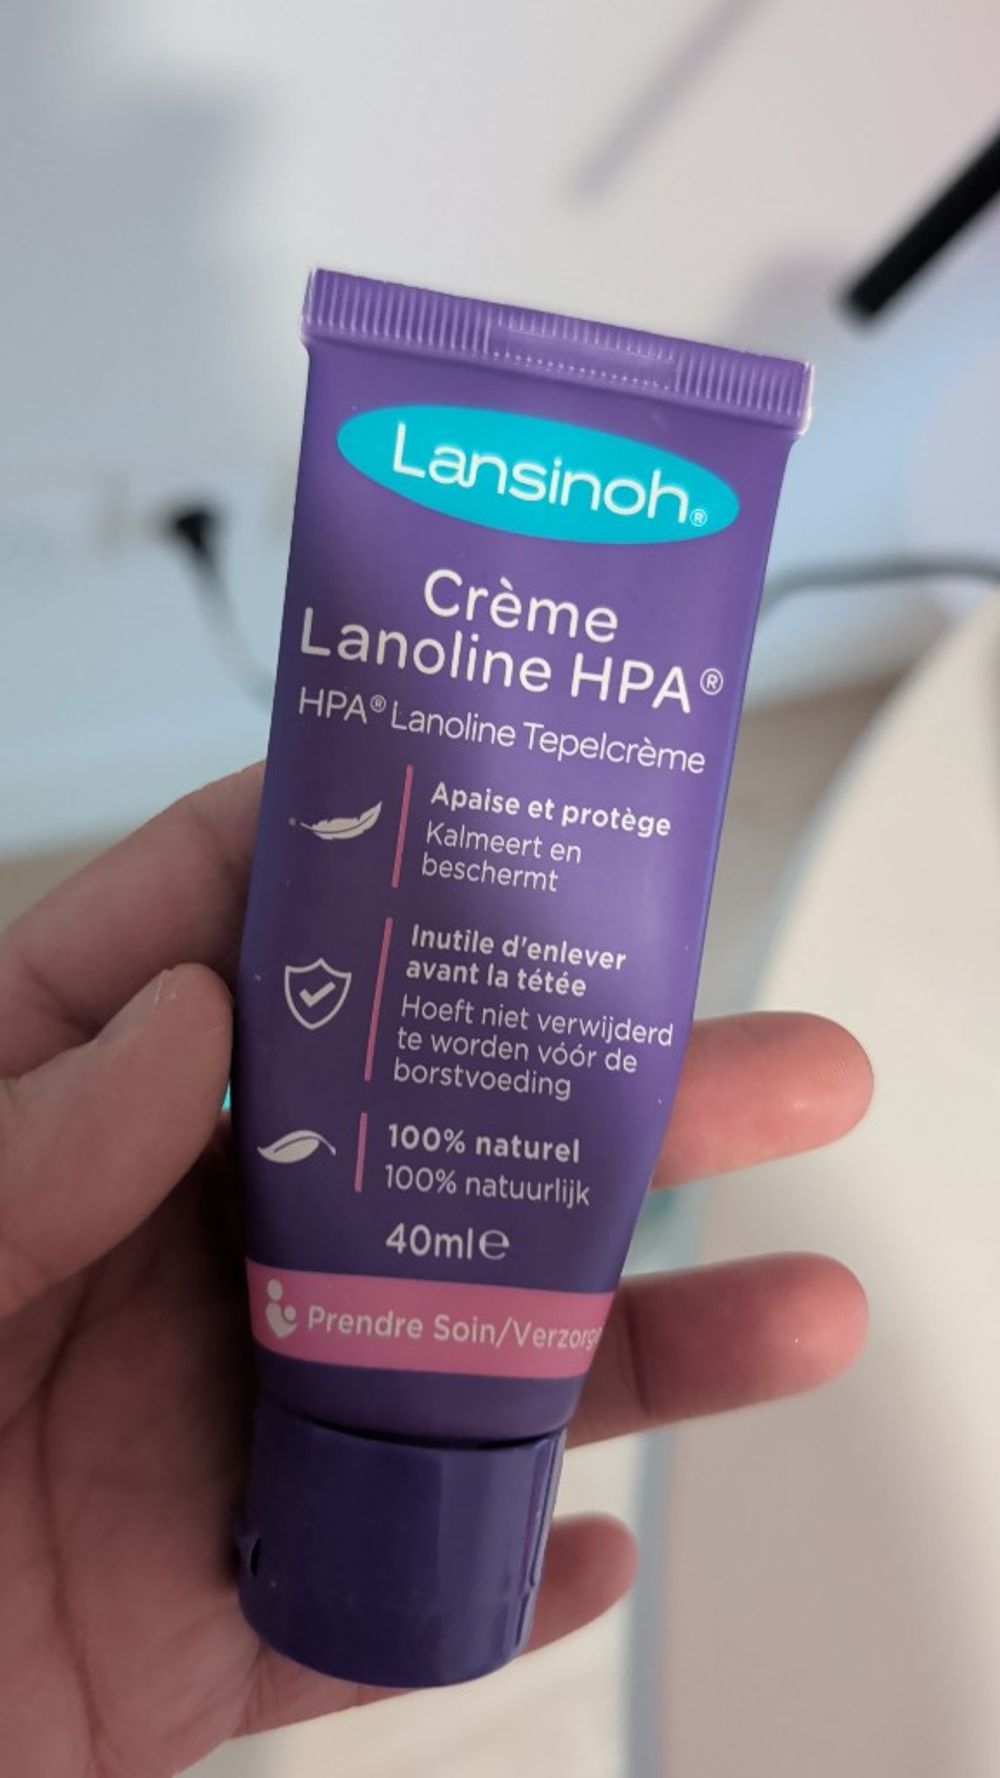 Lansinoh®
Crème
Lanoline HPA®
HPA® Lanoline Tepelcrème
Apaise et protège
Kalmeert en
beschermt
Inutile d'enlever
avant la tétée
Hoeft niet verwijderd
te worden vóór de
borstvoeding
100% naturel
100% natuurlijk
40ml℮
Prendre Soin/